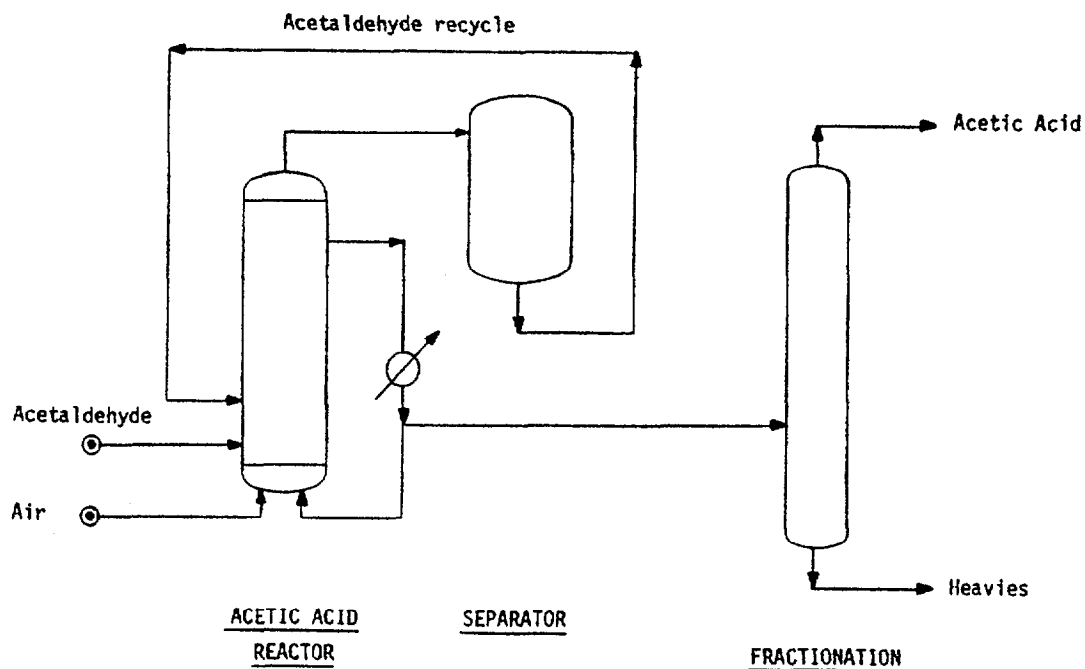 Acetaldehyde recycle
Acetic Acid
Acetaldehyde
Air
Heavies
ACETIC ACID
REACTOR
SEPARATOR
FRACTIONATION